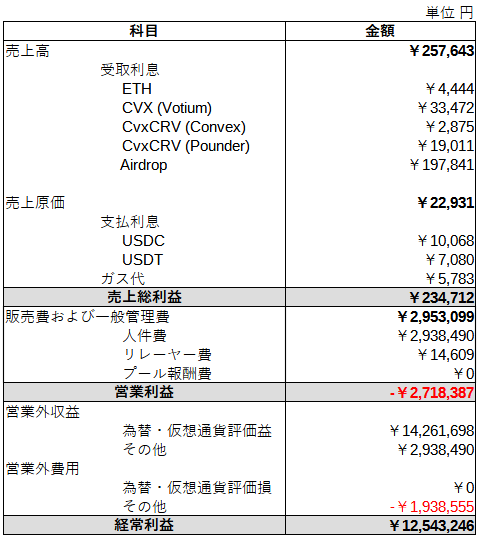 単位 円
科目 金額
売上高 ￥257,643
受取利息
ETH ￥4,444
CVX (Votium) ￥33,472
CvxCRV (Convex) ￥2,875
CvxCRV (Pounder) ￥19,011
Airdrop ￥197,841
売上原価 ￥22,931
支払利息
USDC ￥10,068
USDT ￥7,080
ガス代 ￥5,783
売上総利益 ￥234,712
販売費および一般管理費 ￥2,953,099
人件費 ￥2,938,490
リレーヤー費 ￥14,609
プール報酬費 ￥0
営業利益 -￥2,718,387
営業外収益
為替・仮想通貨評価益 ￥14,261,698
その他 ￥2,938,490
営業外費用
為替・仮想通貨評価損 ￥0
その他 -￥1,938,555
経常利益 ￥12,543,246